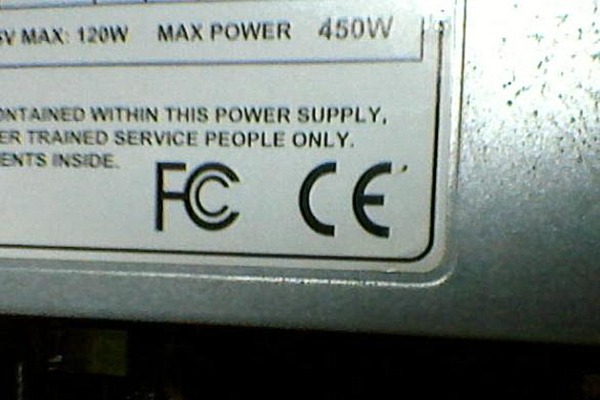 5V MAX: 120W MAX POWER 450W
ONTAINED WITHIN THIS POWER SUPPLY,
ER TRAINED SERVICE PEOPLE ONLY.
ENTS INSIDE.
FC CE